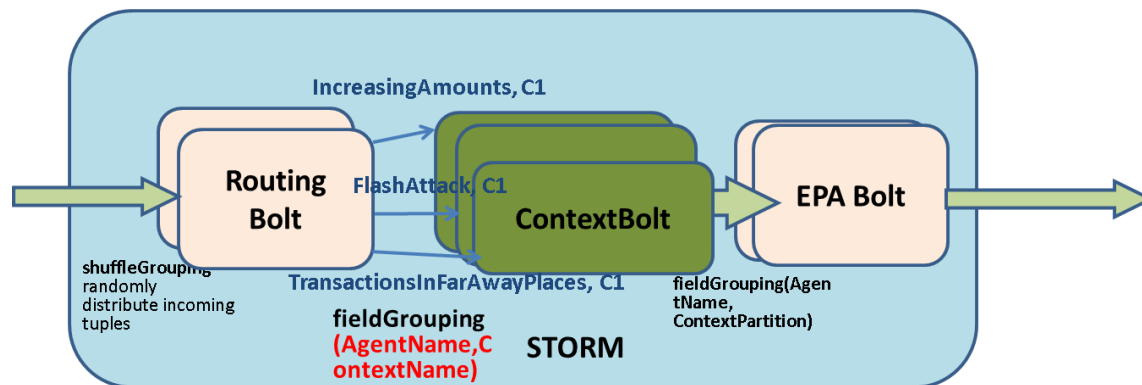 IncreasingAmounts, C1
Routing
Bolt
FlashAttack, C1
ContextBolt
EPA Bolt
shuffleGrouping
randomly
distribute incoming
tuples
TransactionsInFarAwayPlaces, C1
fieldGrouping
(AgentName,C
ontextName)
STORM
fieldGrouping(Agen
tName,
ContextPartition)